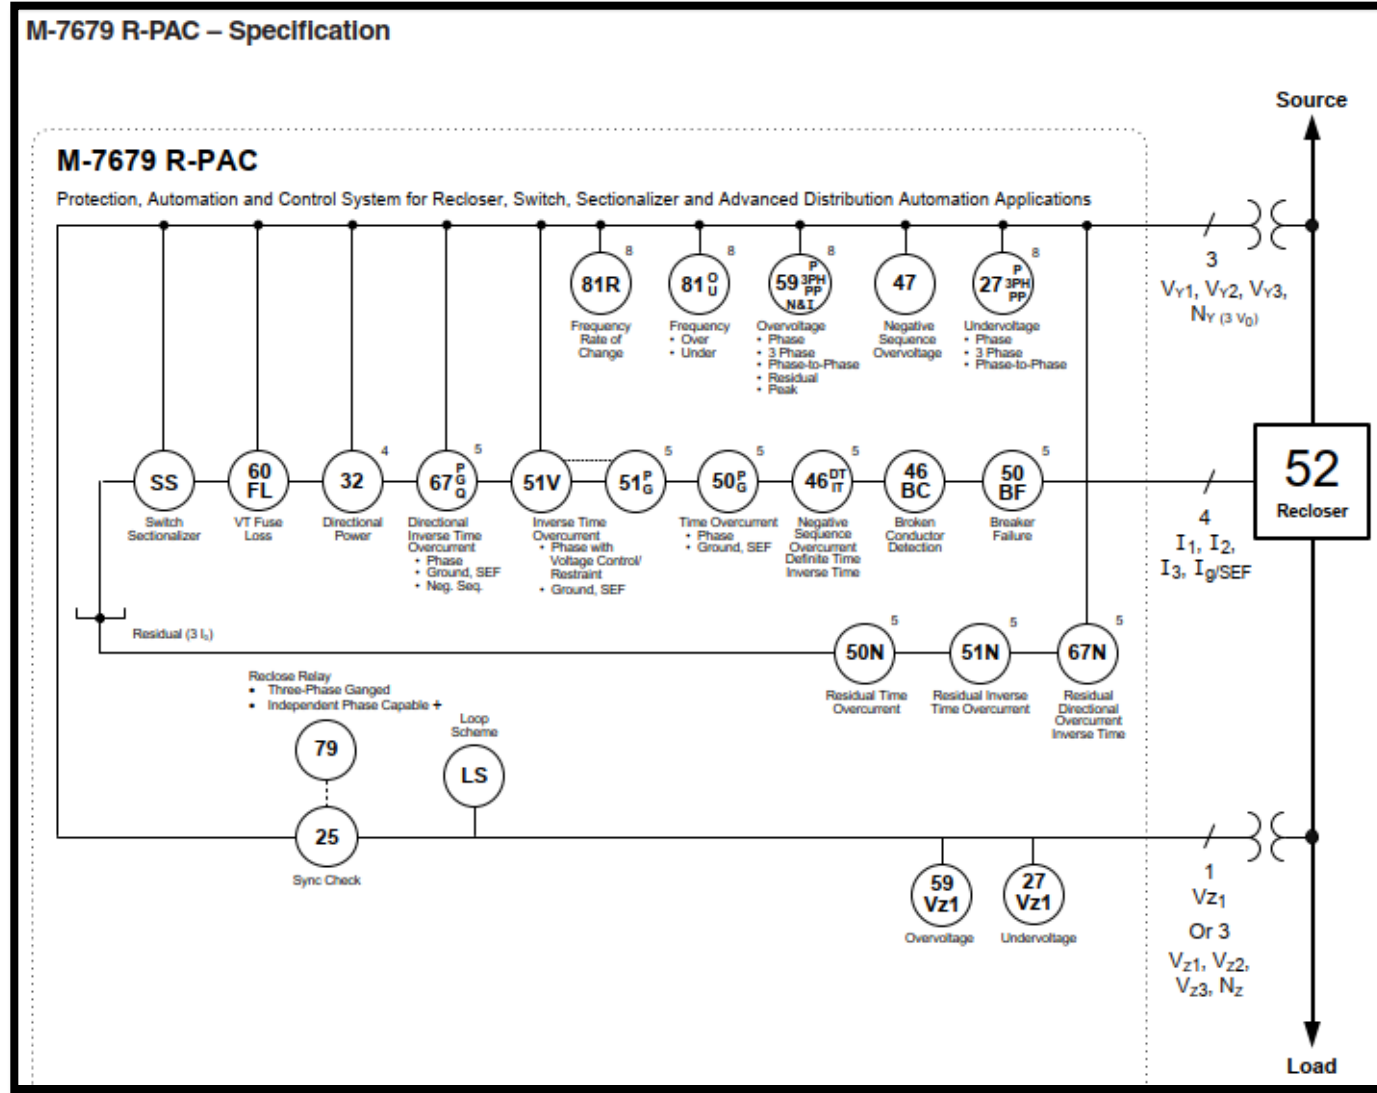 M-7679 R-PAC – Specification
Source
M-7679 R-PAC
Protection, Automation and Control System for Recloser, Switch, Sectionalizer and Advanced Distribution Automation Applications
3
VY1, VY2, VY3,
NY (3 V0)
81R
8
Frequency
Rate of
Change
81 O
U
8
Frequency
• Over
• Under
59 P
3PH
PP
N&I
8
Overvoltage
• Phase
• 3 Phase
• Phase-to-Phase
• Residual
• Peak
47
Negative
Sequence
Overvoltage
27 P
3PH
PP
8
Undervoltage
• Phase
• 3 Phase
• Phase-to-Phase
SS
Switch
Sectionalizer
60
FL
VT Fuse
Loss
32
4
Directional
Power
67 P
G
Q
5
Directional
Inverse Time
Overcurrent
• Phase
• Ground, SEF
• Neg. Seq.
51V
Inverse Time
Overcurrent
• Phase with
Voltage Control/
Restraint
• Ground, SEF
51 P
G
5
50 P
G
5
Time Overcurrent
• Phase
• Ground, SEF
46 DT
IT
5
Negative
Sequence
Overcurrent
Definite Time
Inverse Time
46
BC
Broken
Conductor
Detection
50
BF
5
Breaker
Failure
52
Recloser
4
I1, I2,
I3, Ig/SEF
Residual (3 I0)
50N
5
Residual Time
Overcurrent
51N
5
Residual Inverse
Time Overcurrent
67N
5
Residual
Directional
Overcurrent
Inverse Time
Reclose Relay
• Three-Phase Ganged
• Independent Phase Capable +
79
Loop
Scheme
LS
25
Sync Check
59
Vz1
Overvoltage
27
Vz1
Undervoltage
1
Vz1
Or 3
Vz1, Vz2,
Vz3, Nz
Load